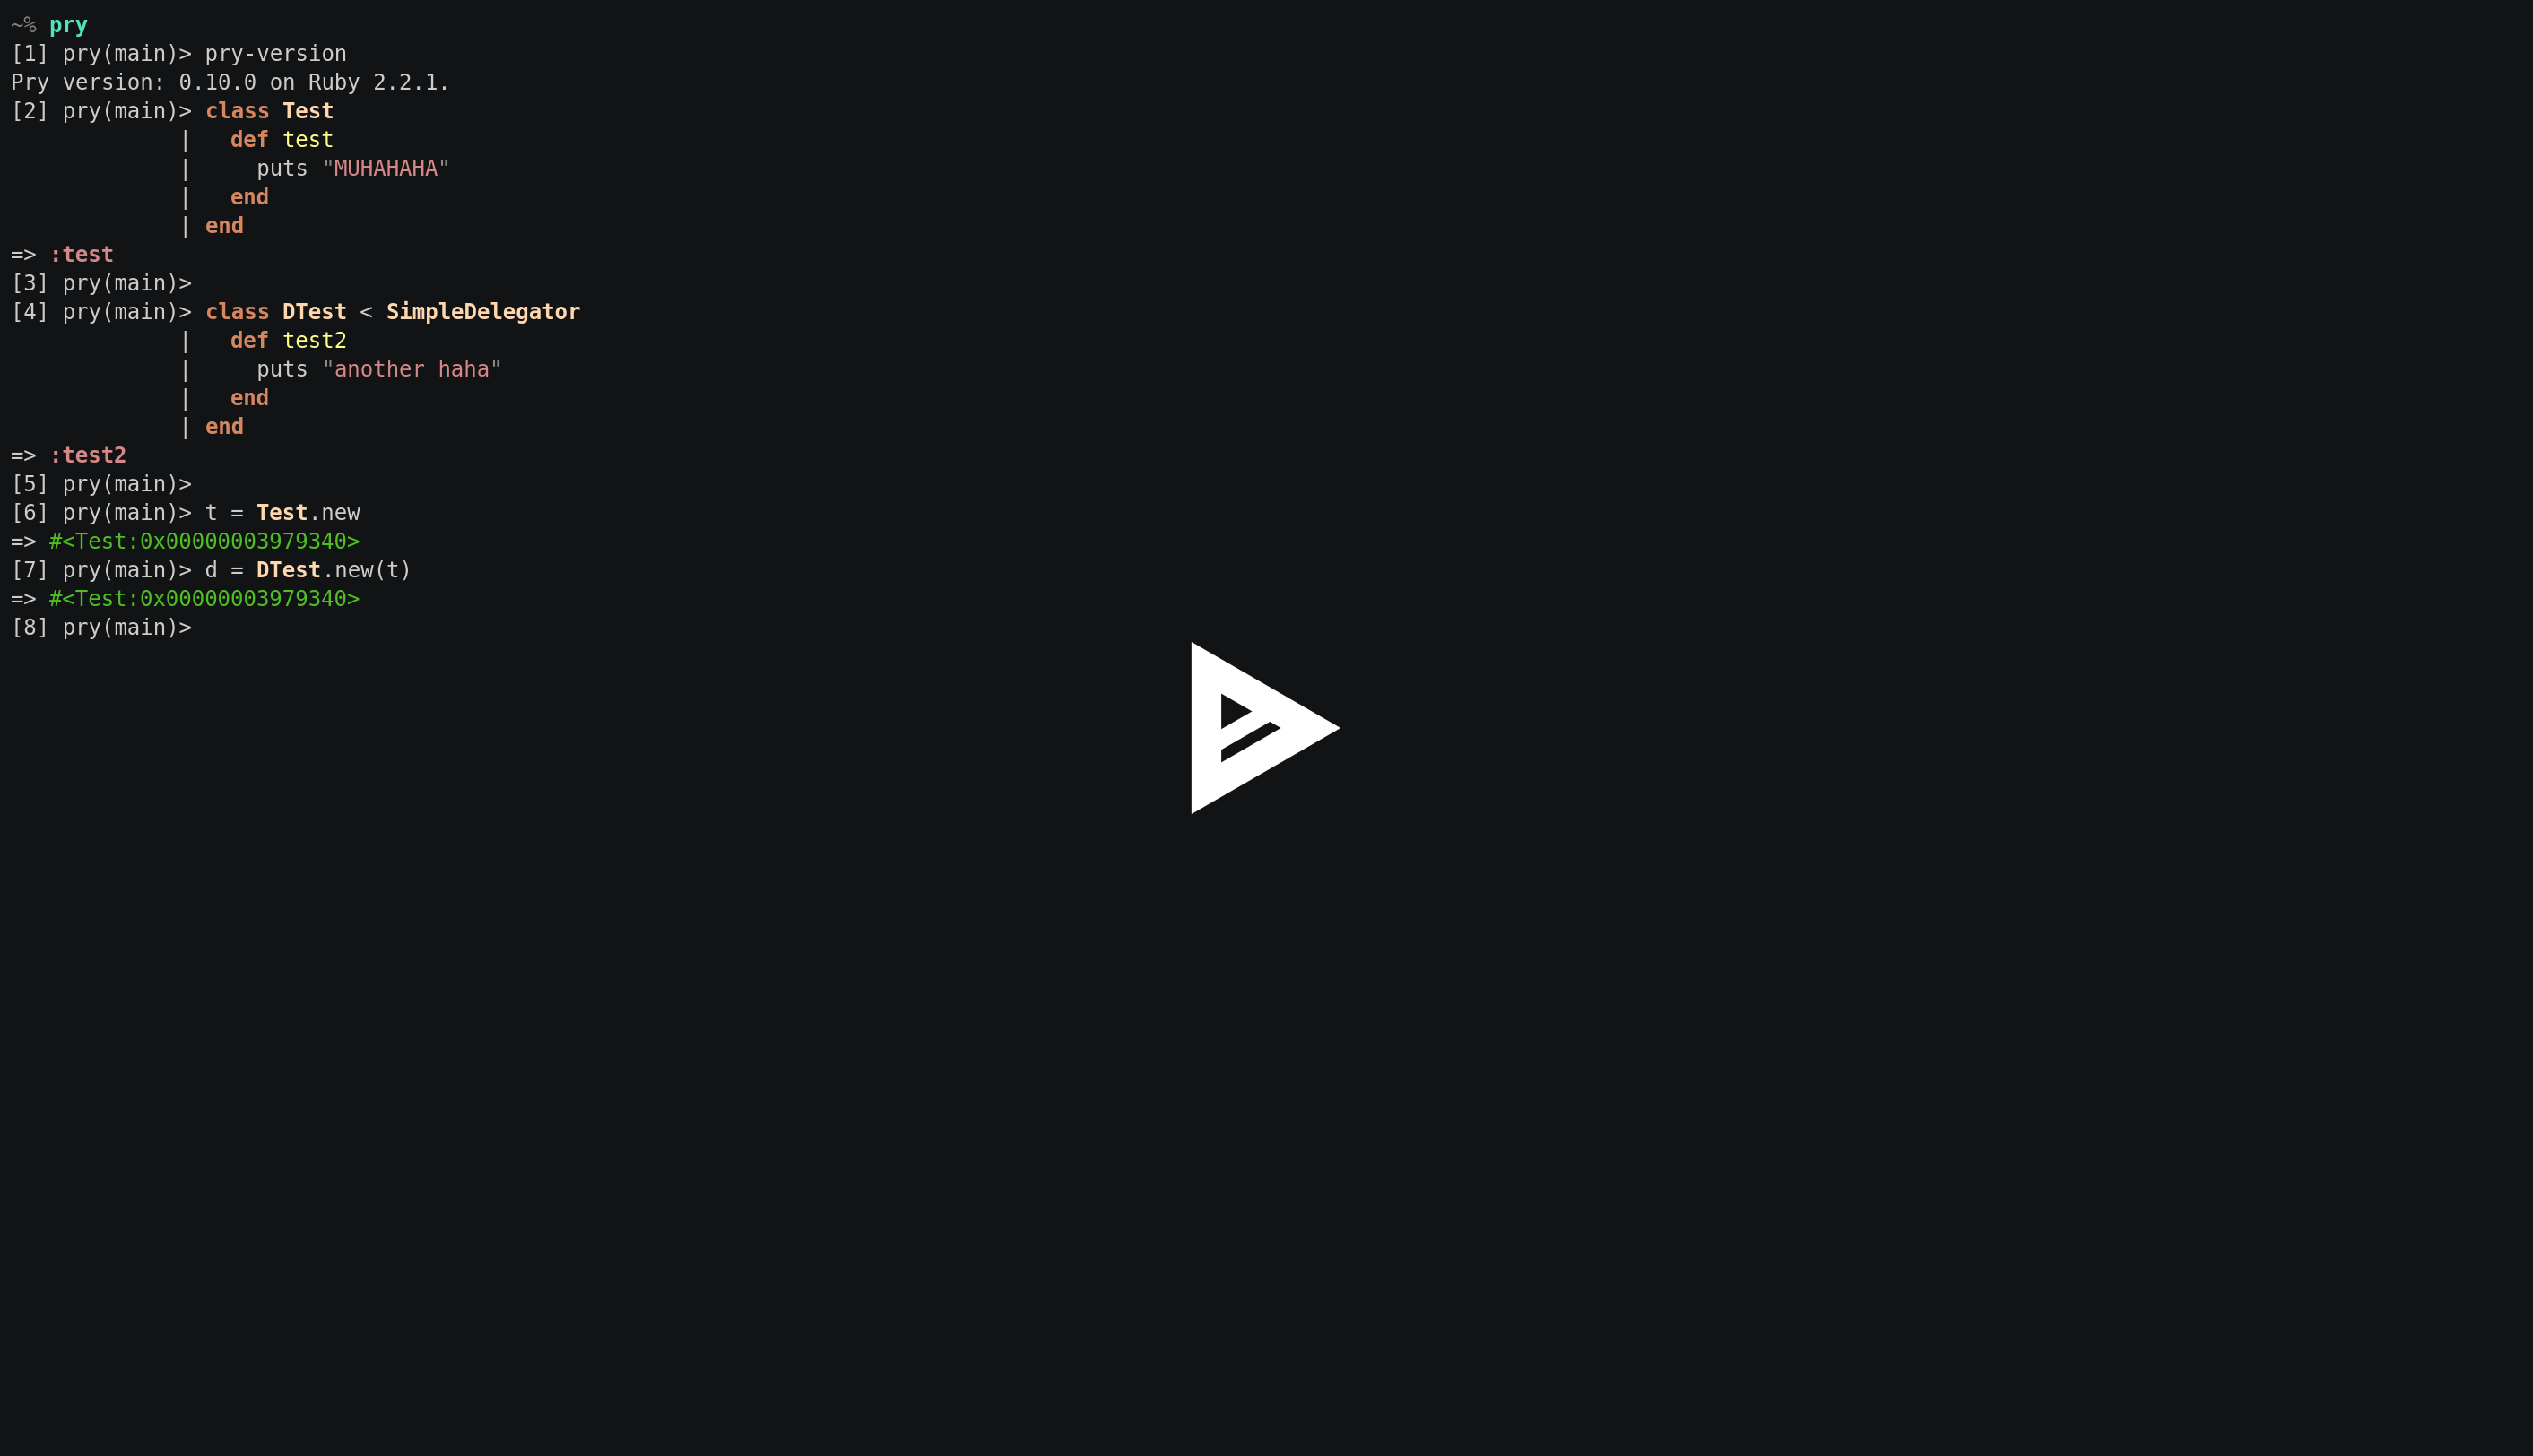 ~% pry
[1] pry(main)> pry-version
Pry version: 0.10.0 on Ruby 2.2.1.
[2] pry(main)> class Test
             |   def test
             |     puts "MUHAHAHA"
             |   end
             | end
=> :test
[3] pry(main)>
[4] pry(main)> class DTest < SimpleDelegator
             |   def test2
             |     puts "another haha"
             |   end
             | end
=> :test2
[5] pry(main)>
[6] pry(main)> t = Test.new
=> #<Test:0x00000003979340>
[7] pry(main)> d = DTest.new(t)
=> #<Test:0x00000003979340>
[8] pry(main)>